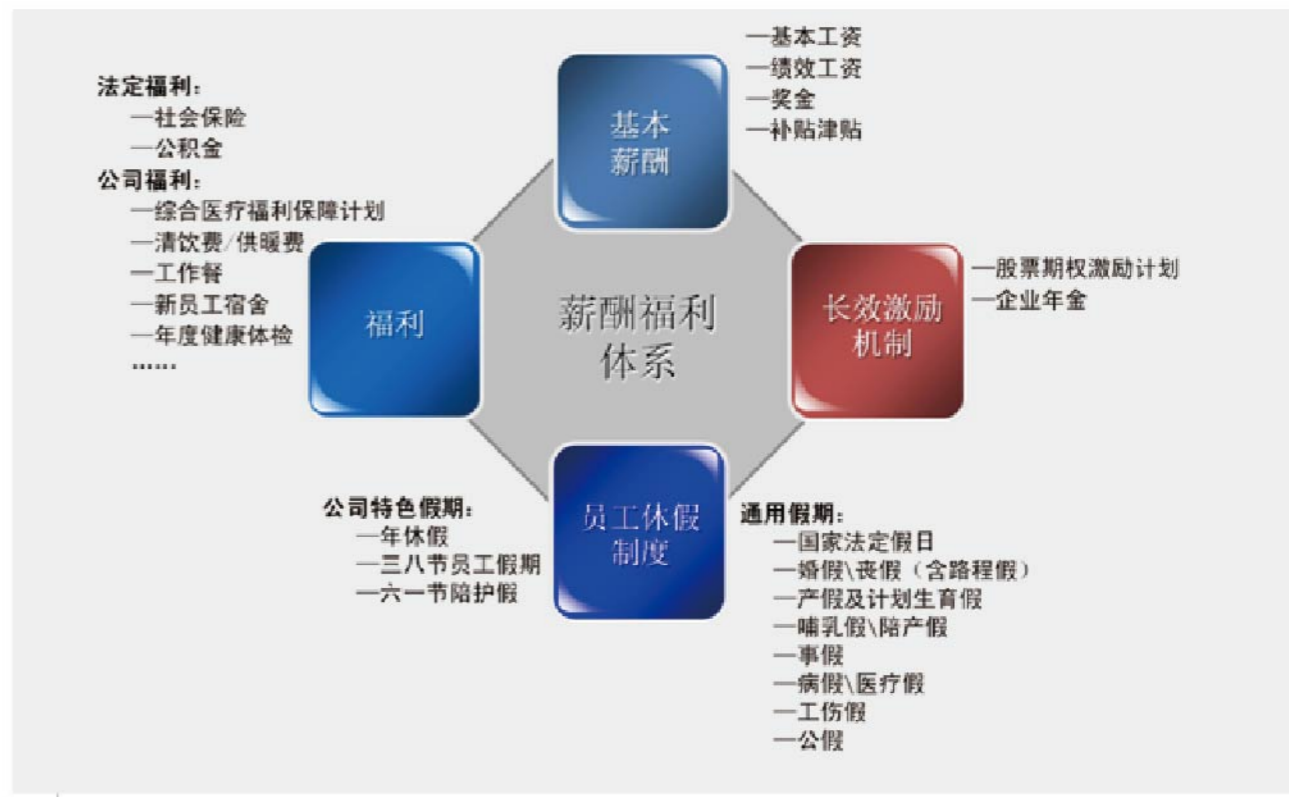 —基本工资
—绩效工资
—奖金
—补贴津贴
基本
薪酬
法定福利：
—社会保险
—公积金
公司福利：
—综合医疗福利保障计划
—清饮费/供暖费
—工作餐
—新员工宿舍
—年度健康体检
……
福利
薪酬福利
体系
长效激励
机制
—股票期权激励计划
—企业年金
员工休假
制度
公司特色假期：
—年休假
—三八节员工假期
—六一节陪护假
通用假期：
—国家法定假日
—婚假\丧假（含路程假）
—产假及计划生育假
—哺乳假\陪产假
—事假
—病假\医疗假
—工伤假
—公假